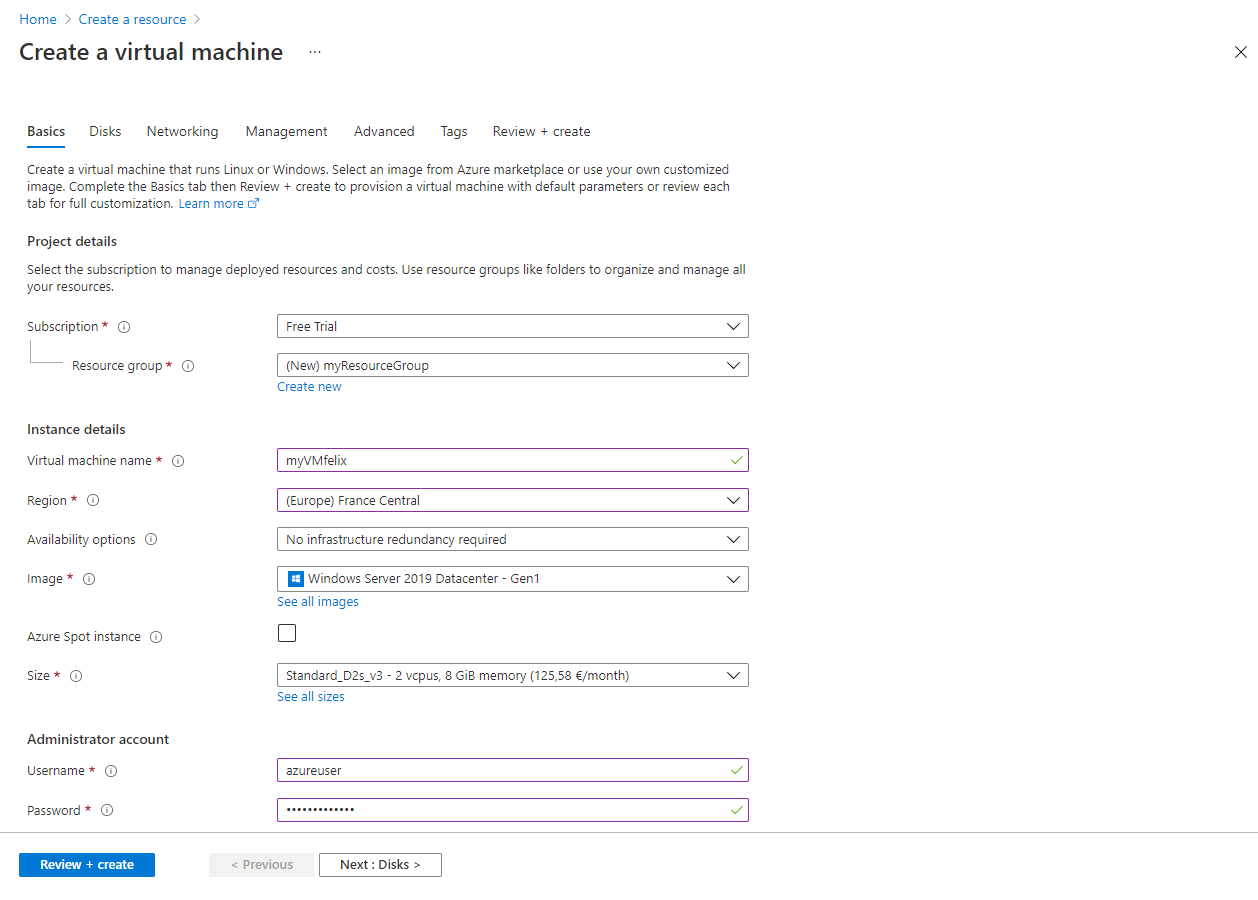 Home > Create a resource >
Create a virtual machine ...
Basics Disks Networking Management Advanced Tags Review + create
Create a virtual machine that runs Linux or Windows. Select an image from Azure marketplace or use your own customized
image. Complete the Basics tab then Review + create to provision a virtual machine with default parameters or review each
tab for full customization. Learn more
Project details
Select the subscription to manage deployed resources and costs. Use resource groups like folders to organize and manage all
your resources.
Subscription * Free Trial
Resource group * (New) myResourceGroup
Create new
Instance details
Virtual machine name * myVMfelix
Region * (Europe) France Central
Availability options No infrastructure redundancy required
Image * Windows Server 2019 Datacenter - Gen1
See all images
Azure Spot instance
Size * Standard_D2s_v3 - 2 vcpus, 8 GiB memory (125,58 €/month)
See all sizes
Administrator account
Username * azureuser
Password * •••••••••••••
Review + create < Previous Next : Disks >